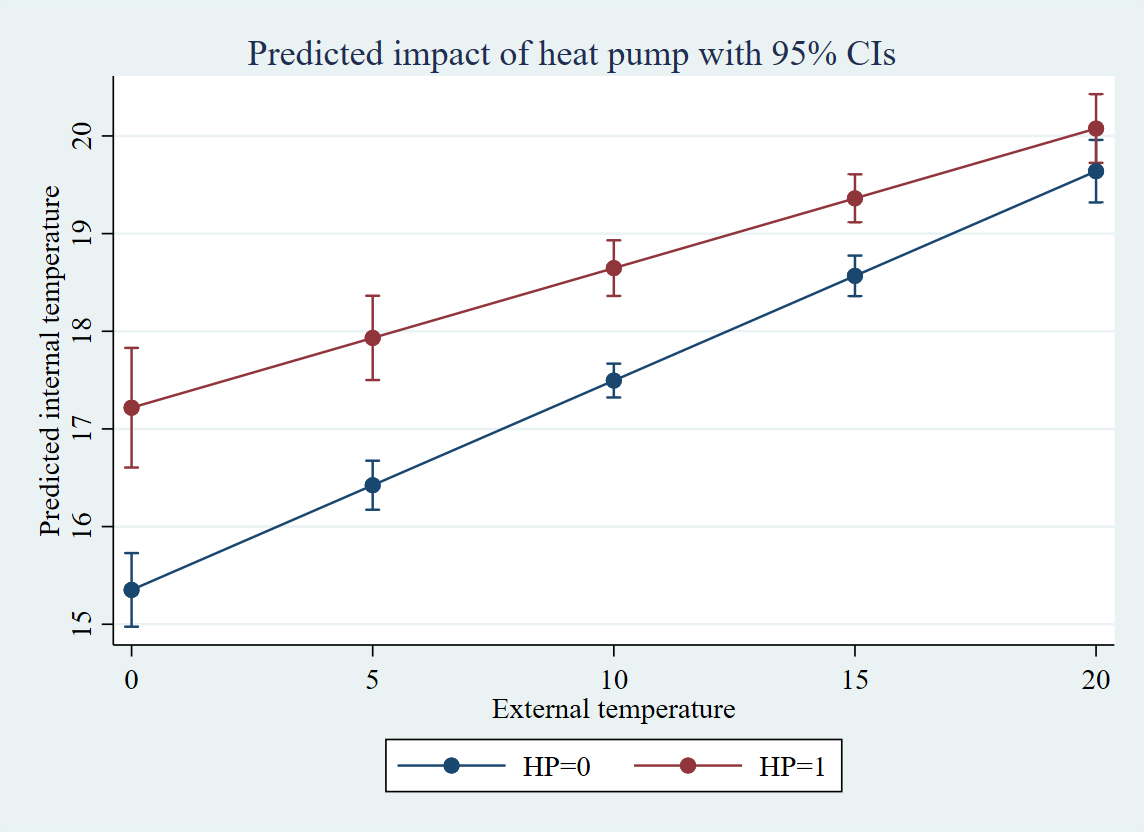 Predicted impact of heat pump with 95% CIs
Predicted internal temperature
20
19
18
17
16
15
0 5 10 15 20
External temperature
HP=0 HP=1